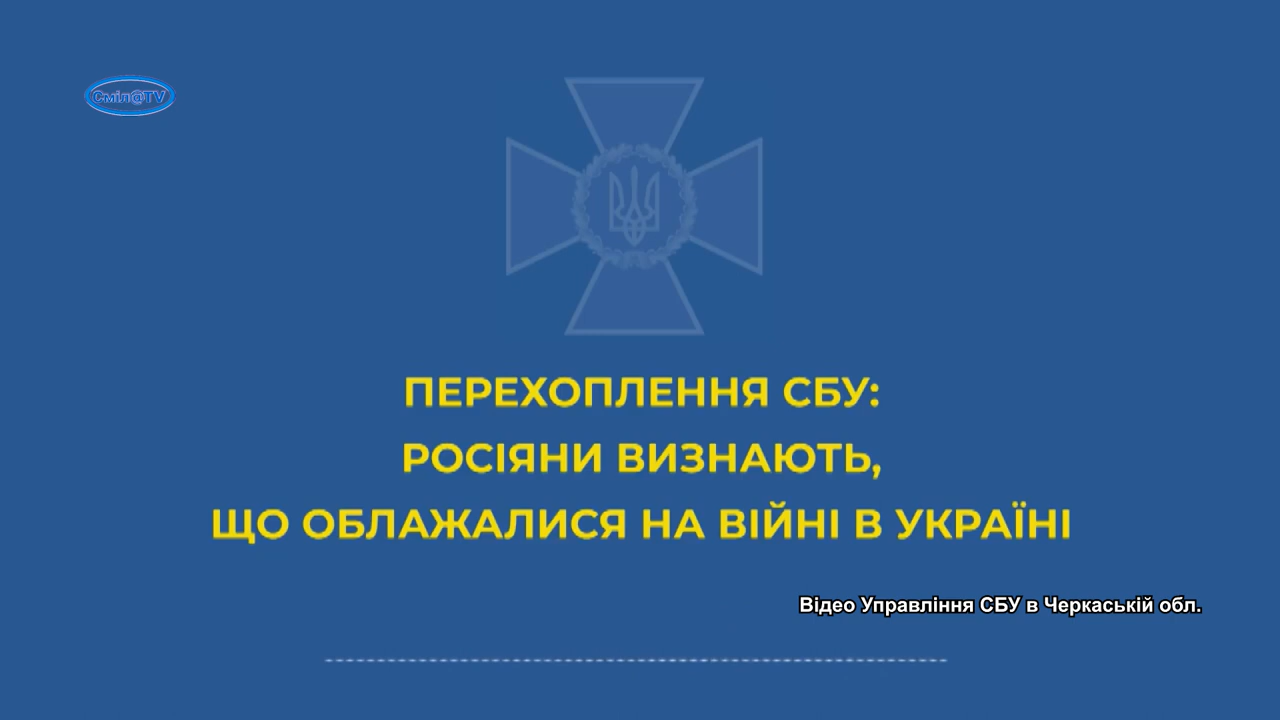 Сміл@TV
ПЕРЕХОПЛЕННЯ СБУ:
РОСІЯНИ ВИЗНАЮТЬ,
ЩО ОБЛАЖАЛИСЯ НА ВІЙНІ В УКРАЇНІ
Відео Управління СБУ в Черкаській обл.